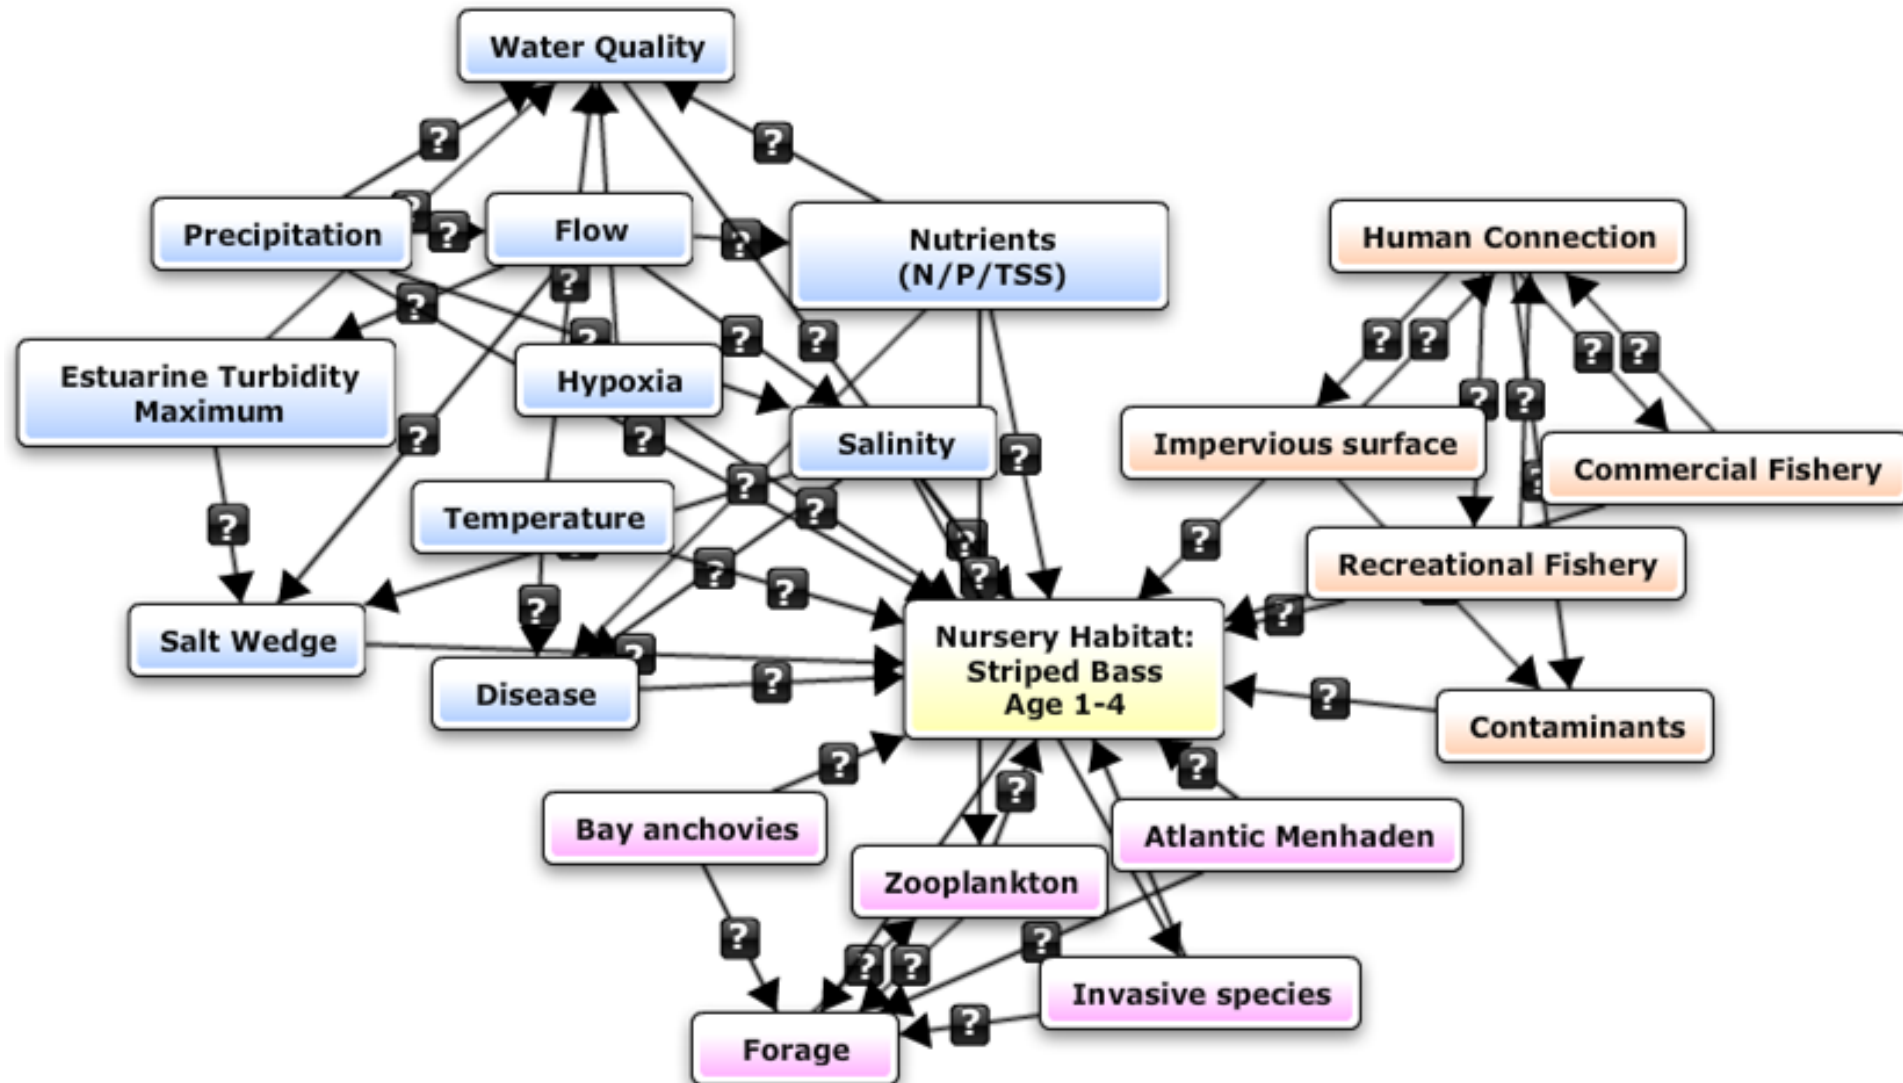 Water Quality
?
?
Precipitation
?
?
Flow
?
Nutrients
(N/P/TSS)
Human Connection
?
?
?
?
?
?
?
?
?
Estuarine Turbidity
Maximum
Hypoxia
?
?
?
?
?
Salinity
?
Impervious surface
Commercial Fishery
?
?
?
?
Temperature
?
?
?
?
?
?
Recreational Fishery
?
?
Salt Wedge
?
Disease
?
Nursery Habitat:
Striped Bass
Age 1-4
?
Contaminants
?
?
?
Bay anchovies
Zooplankton
Atlantic Menhaden
?
?
?
?
Invasive species
?
Forage